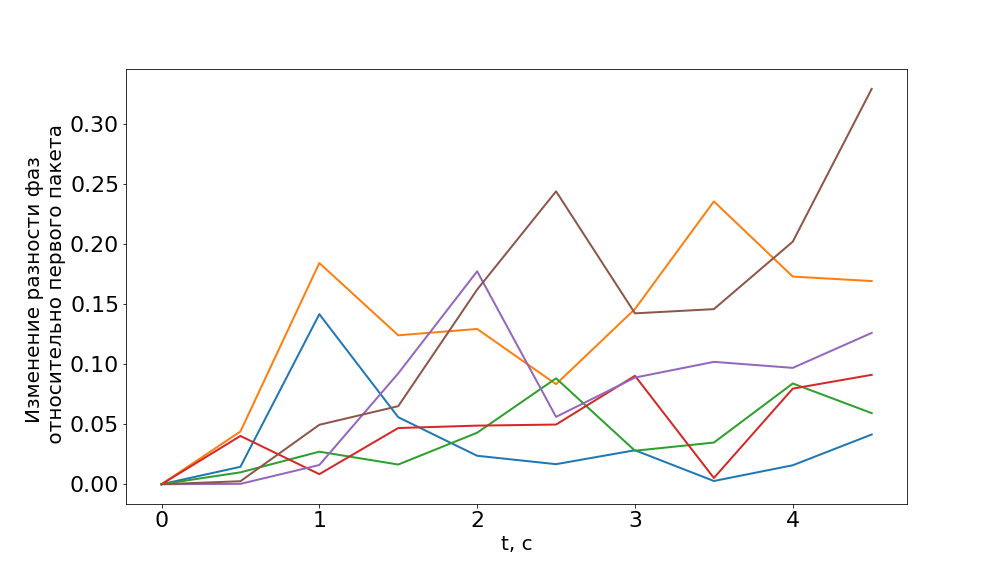 Изменение разности фаз
относительно первого пакета
0.30
0.25
0.20
0.15
0.10
0.05
0.00
0 1 2 3 4
t, с